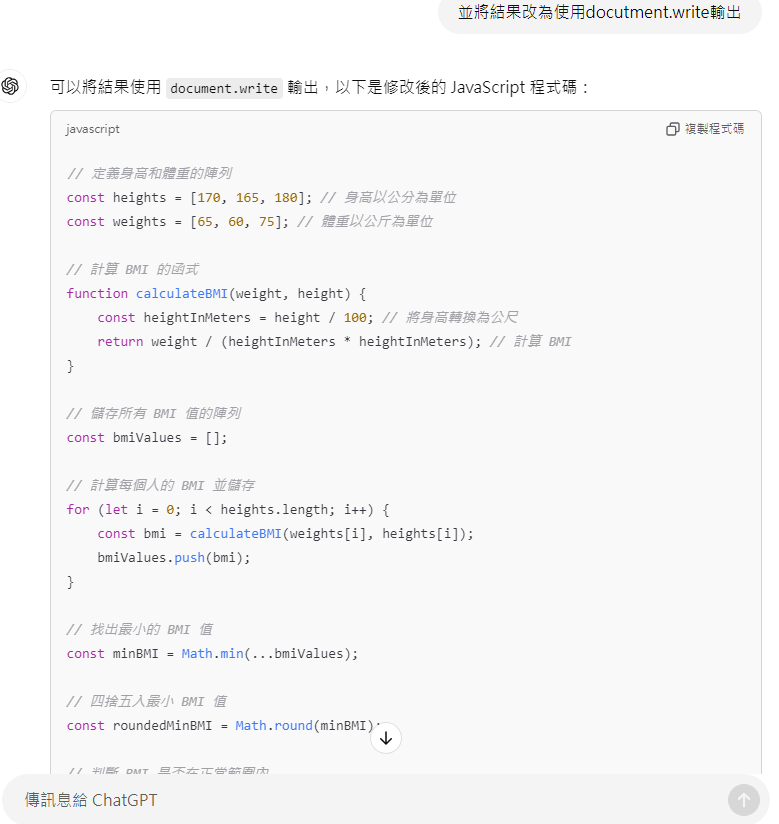 並將結果改為使用docutment.write輸出
可以將結果使用 document.write 輸出，以下是修改後的 JavaScript 程式碼：
javascript
複製程式碼
// 定義身高和體重的陣列
const heights = [170, 165, 180]; // 身高以公分為單位
const weights = [65, 60, 75]; // 體重以公斤為單位
// 計算 BMI 的函式
function calculateBMI(weight, height) {
    const heightInMeters = height / 100; // 將身高轉換為公尺
    return weight / (heightInMeters * heightInMeters); // 計算 BMI
}
// 儲存所有 BMI 值的陣列
const bmiValues = [];
// 計算每個人的 BMI 並儲存
for (let i = 0; i < heights.length; i++) {
    const bmi = calculateBMI(weights[i], heights[i]);
    bmiValues.push(bmi);
}
// 找出最小的 BMI 值
const minBMI = Math.min(...bmiValues);
// 四捨五入最小 BMI 值
const roundedMinBMI = Math.round(minBMI);
// 判斷 BMI 是否在正常範圍內
傳訊息給 ChatGPT